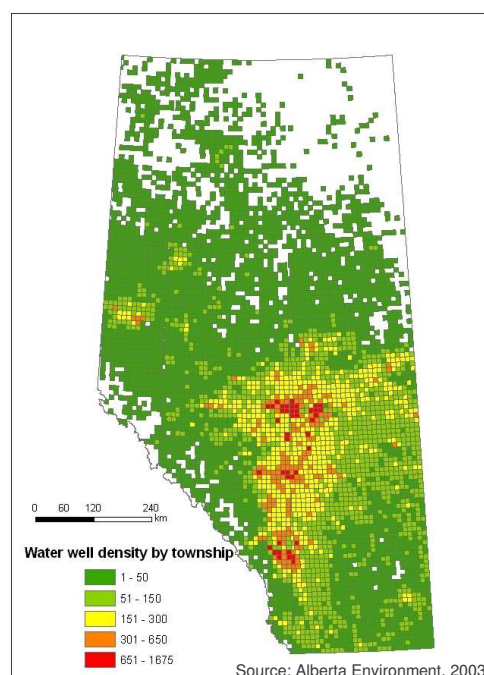 0 60 120 240
km
Water well density by township
1 - 50
51 - 150
151 - 300
301 - 650
651 - 1675
Source: Alberta Environment, 2003